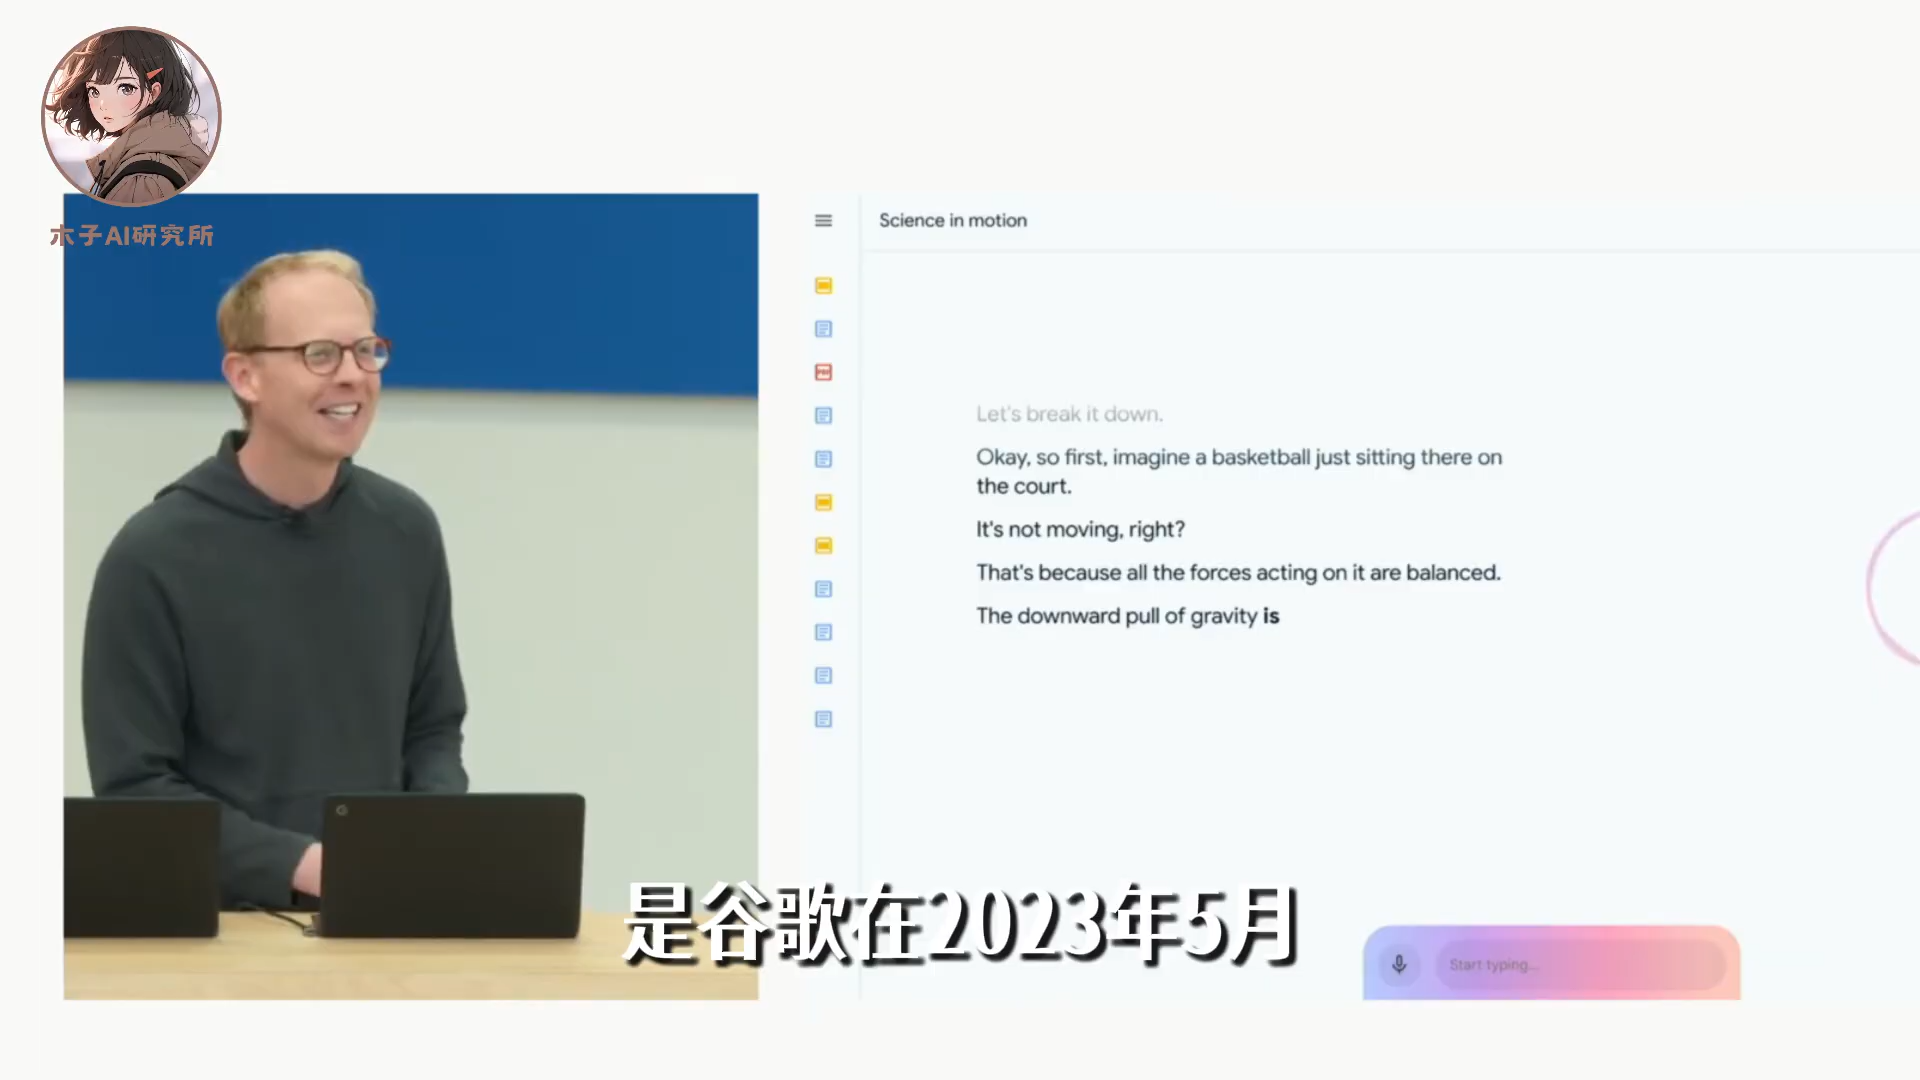 木子AI研究所
Science in motion
Let's break it down.
Okay, so first, imagine a basketball just sitting there on
the court.
It's not moving, right?
That's because all the forces acting on it are balanced.
The downward pull of gravity is
是谷歌在2023年5月
Start typing...